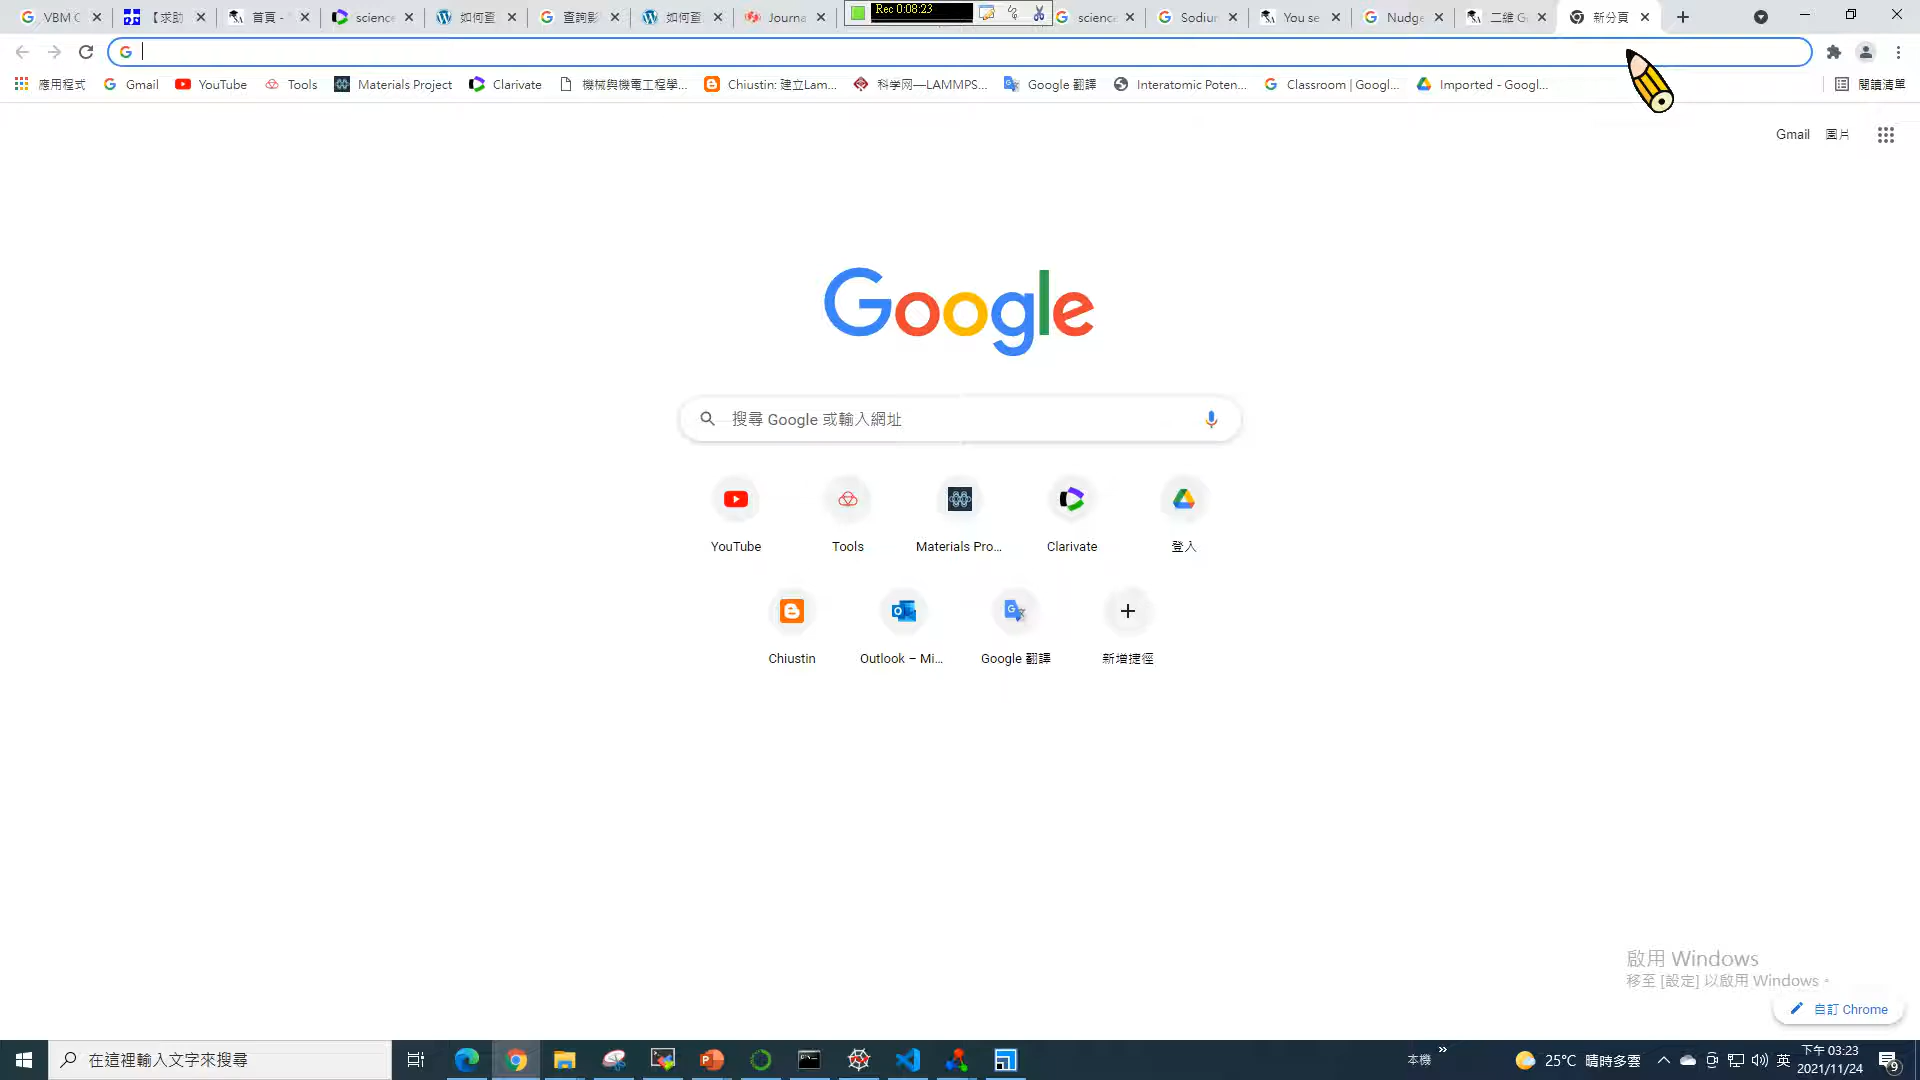 VBM C
【求助
首頁 -
science
如何查
查詢影
如何查
Journa
Rec 0:08:23
science
Sodiur
You se
Nudge
二維 G
新分頁
應用程式
Gmail
YouTube
Tools
Materials Project
Clarivate
機械與機電工程學...
Chiustin: 建立Lam...
科学网—LAMMPS...
Google 翻譯
Interatomic Poten...
Classroom | Googl...
Imported - Googl...
閱讀清單
Gmail
圖片
Google
搜尋 Google 或輸入網址
YouTube
Tools
Materials Pro...
Clarivate
登入
Chiustin
Outlook – Mi...
Google 翻譯
新增捷徑
啟用 Windows
移至 [設定] 以啟用 Windows。
自訂 Chrome
在這裡輸入文字來搜尋
本機
25°C 晴時多雲
英
下午 03:23
2021/11/24
9